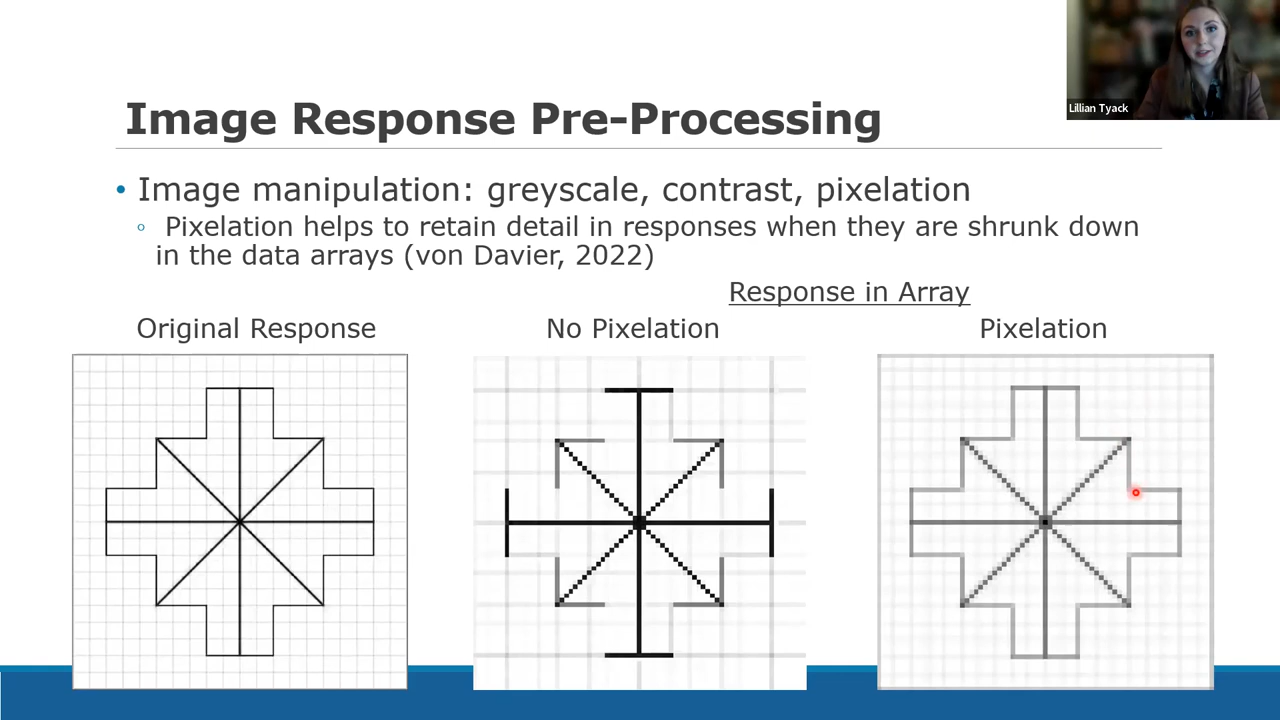 Lillian Tyack
Image Response Pre-Processing
• Image manipulation: greyscale, contrast, pixelation
◦ Pixelation helps to retain detail in responses when they are shrunk down
in the data arrays (von Davier, 2022)
Response in Array
Original Response
No Pixelation
Pixelation